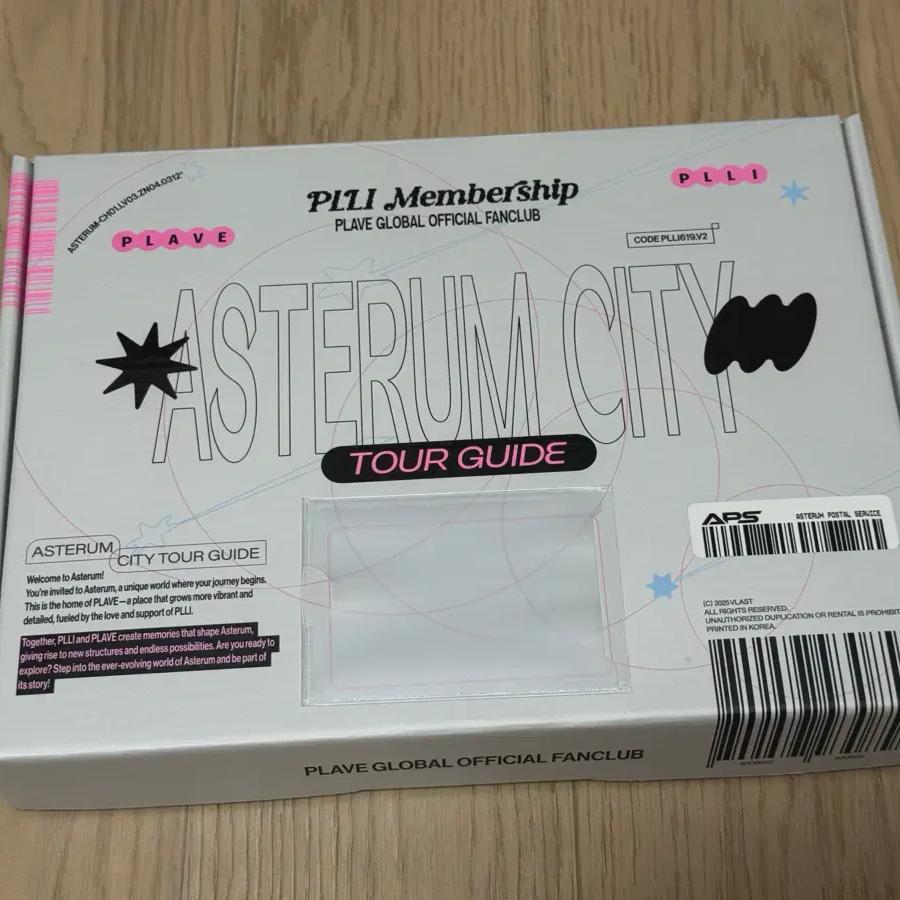 ASTERUM-CH01.LV03.ZN04.0312°
PLAVE
PLLI Membership
PLAVE GLOBAL OFFICIAL FANCLUB
PLLI
CODE PLLI619.V2
ASTERUM CITY
TOUR GUIDE
ASTERUM
CITY TOUR GUIDE
Welcome to Asterum!
You're invited to Asterum, a unique world where your journey begins.
This is the home of PLAVE—a place that grows more vibrant and
detailed, fueled by the love and support of PLLI.
Together, PLLI and PLAVE create memories that shape Asterum,
giving rise to new structures and endless possibilities. Are you ready to
explore? Step into the ever-evolving world of Asterum and be part of
its story!
APS
ASTERUM POSTAL SERVICE
(C) 2025 VLAST
ALL RIGHTS RESERVED.
UNAUTHORIZED DUPLICATION OR RENTAL IS PROHIBIT
PRINTED IN KOREA.
PLAVE GLOBAL OFFICIAL FANCLUB